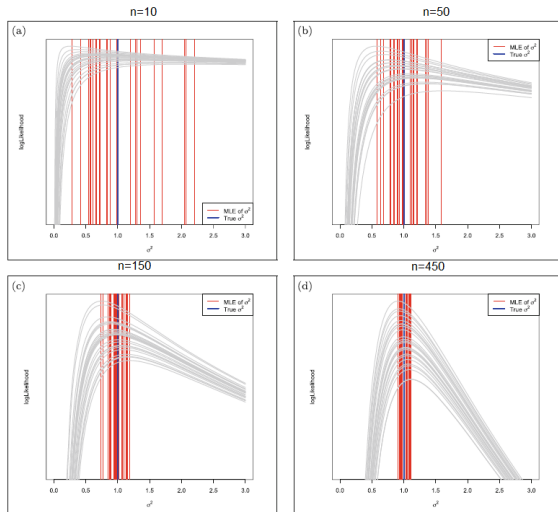 n=10
n=50
(a)
logLikelihood
MLE of σ²
True σ²
0.0 0.5 1.0 1.5 2.0 2.5 3.0
σ²
(b)
logLikelihood
MLE of σ²
True σ²
0.0 0.5 1.0 1.5 2.0 2.5 3.0
σ²
n=150
n=450
(c)
logLikelihood
MLE of σ²
True σ²
0.0 0.5 1.0 1.5 2.0 2.5 3.0
σ²
(d)
logLikelihood
MLE of σ²
True σ²
0.0 0.5 1.0 1.5 2.0 2.5 3.0
σ²